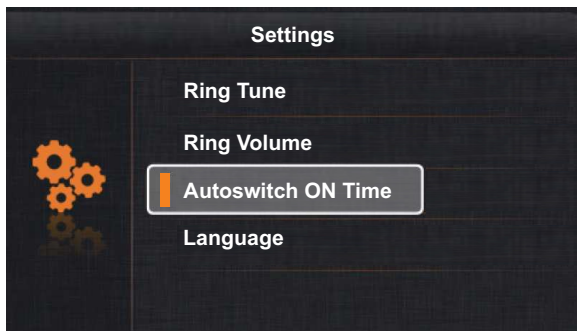 Settings
Ring Tune
Ring Volume
Autoswitch ON Time
Language